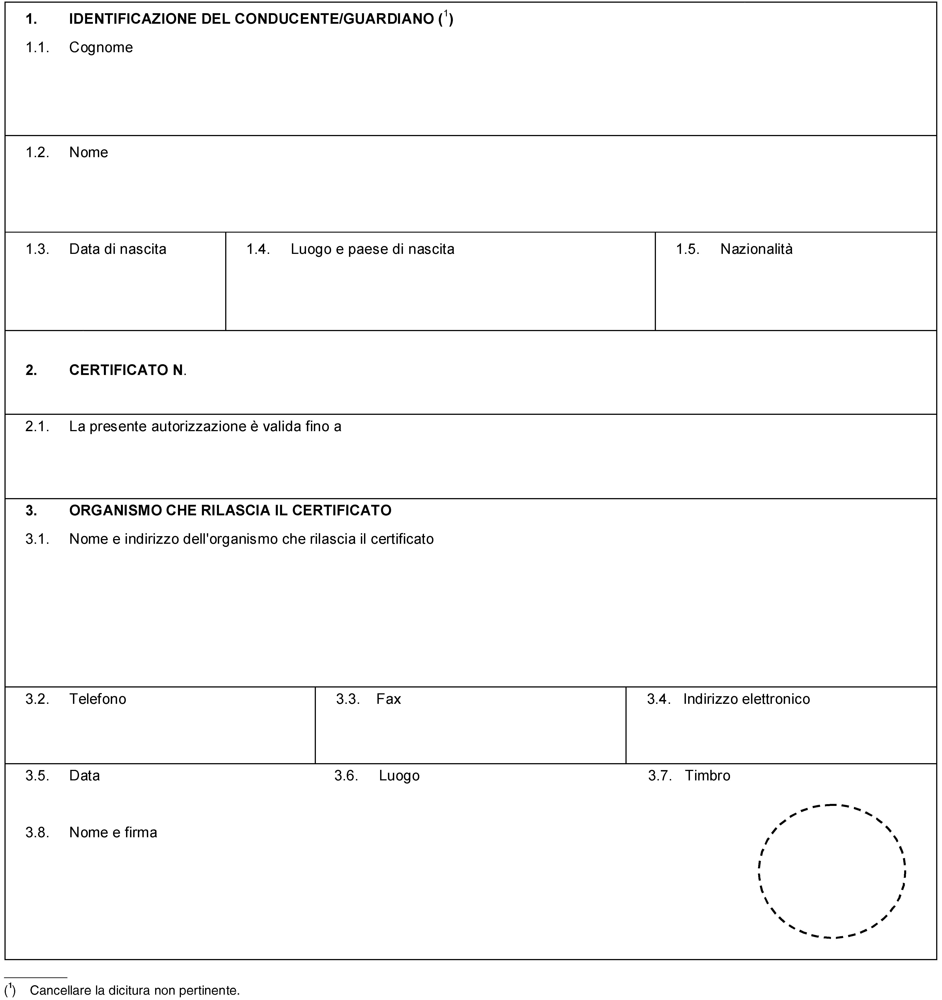 1. IDENTIFICAZIONE DEL CONDUCENTE/GUARDIANO (1)
1.1. Cognome
1.2. Nome
1.3. Data di nascita
1.4. Luogo e paese di nascita
1.5. Nazionalità
2. CERTIFICATO N.
2.1. La presente autorizzazione è valida fino a
3. ORGANISMO CHE RILASCIA IL CERTIFICATO
3.1. Nome e indirizzo dell'organismo che rilascia il certificato
3.2. Telefono
3.3. Fax
3.4. Indirizzo elettronico
3.5. Data
3.6. Luogo
3.7. Timbro
3.8. Nome e firma
(1) Cancellare la dicitura non pertinente.